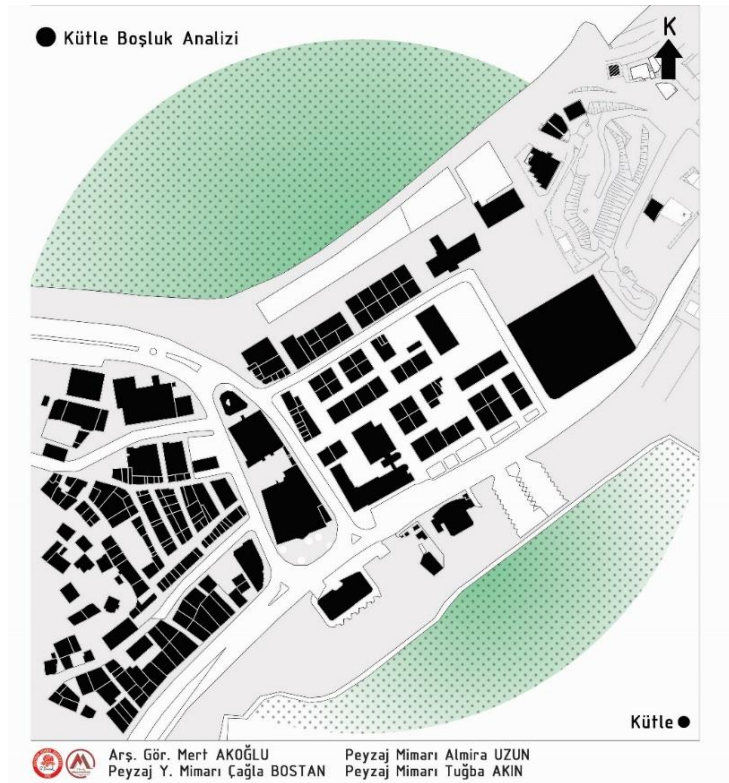 Kütle Boşluk Analizi
K
Kütle
Arş. Gör. Mert AKOĞLU
Peyzaj Y. Mimarı Çağla BOSTAN
Peyzaj Mimarı Almira UZUN
Peyzaj Mimarı Tuğba AKIN